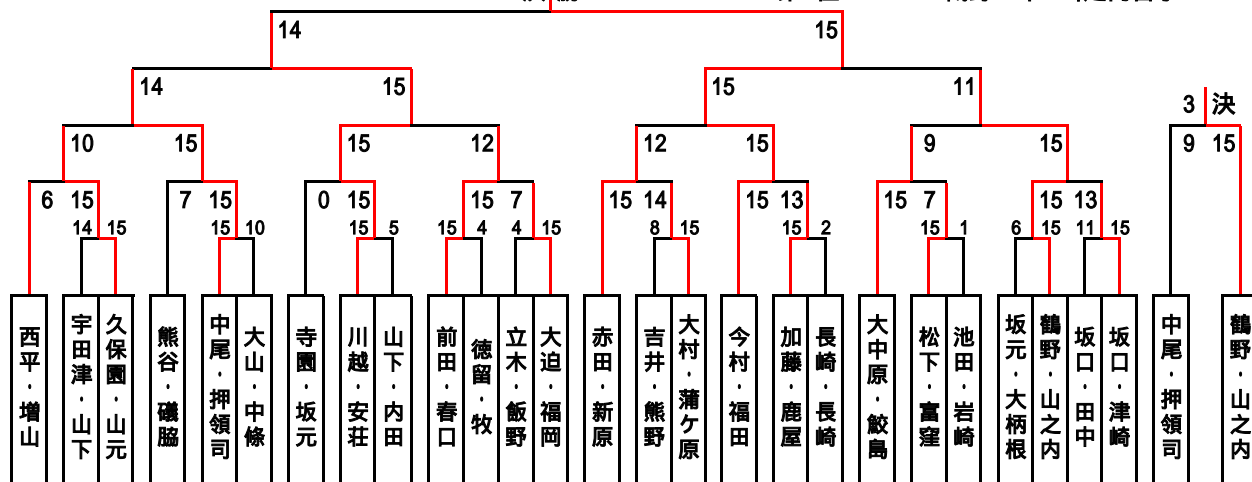 14 15
14 15 15 11
3 決
10 15 15 12 12 15 9 15 9 15
6 15 7 15 0 15 15 7 15 14 15 13 15 7 15 13
14 15 15 10 15 5 15 4 4 15 8 15 15 2 15 1 6 15 11 15
西平・増山
宇田津・山下
久保園・山元
熊谷・礒脇
中尾・押領司
大山・中條
寺園・坂元
川越・安荘
山下・内田
前田・春口
徳留・牧
立木・飯野
大迫・福岡
赤田・新原
吉井・熊野
大村・蒲ケ原
今村・福田
加藤・鹿屋
長崎・長崎
大中原・鮫島
松下・富窪
池田・岩崎
坂元・大柄根
鶴野・山之内
坂口・田中
坂口・津崎
中尾・押領司
鶴野・山之内